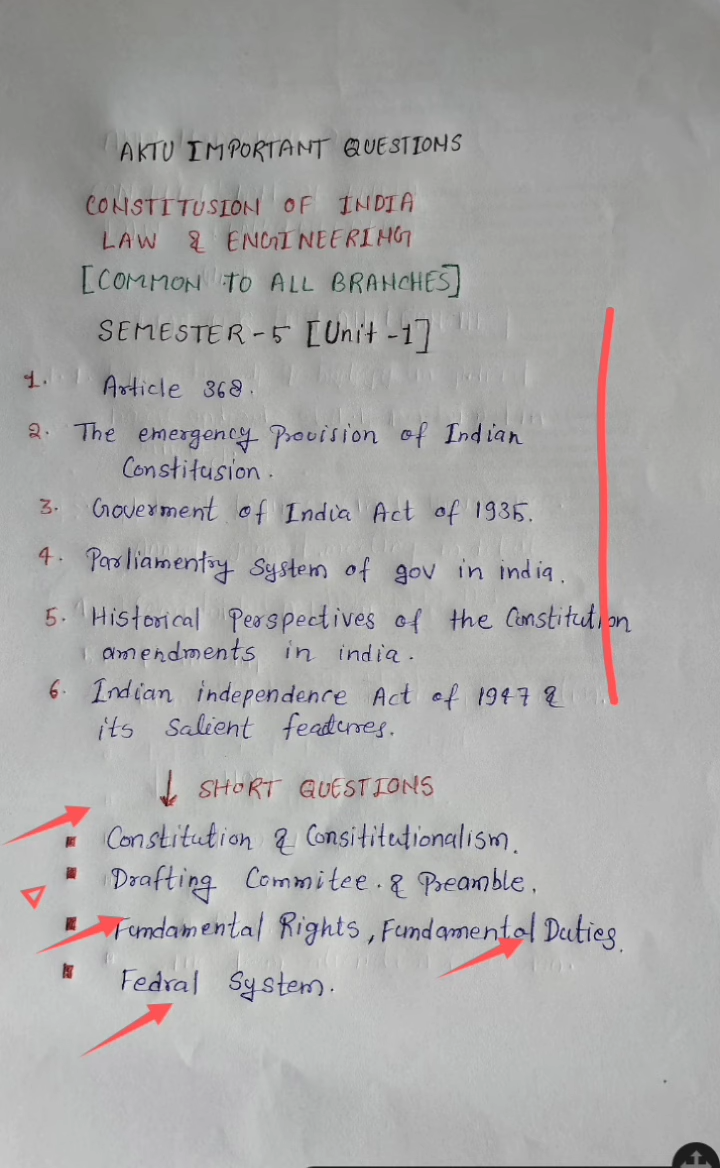 AKTU IMPORTANT QUESTIONS
CONSTITUSION OF INDIA
LAW & ENGINEERING
[COMMON TO ALL BRANCHES]
SEMESTER-5 [Unit-1]
1. Article 368.
2. The emergency Provision of Indian
Constitusion.
3. Goverment of India Act of 1935.
4. Parliamentry System of gov in india.
5. Historical Perspectives of the Constitution
amendments in india.
6. Indian independence Act of 1947 &
its salient features.
↓ SHORT QUESTIONS
Constitution & Consititutionalism.
Drafting Commitee. & Preamble.
Fundamental Rights, Fundamental Duties.
Fedral System.